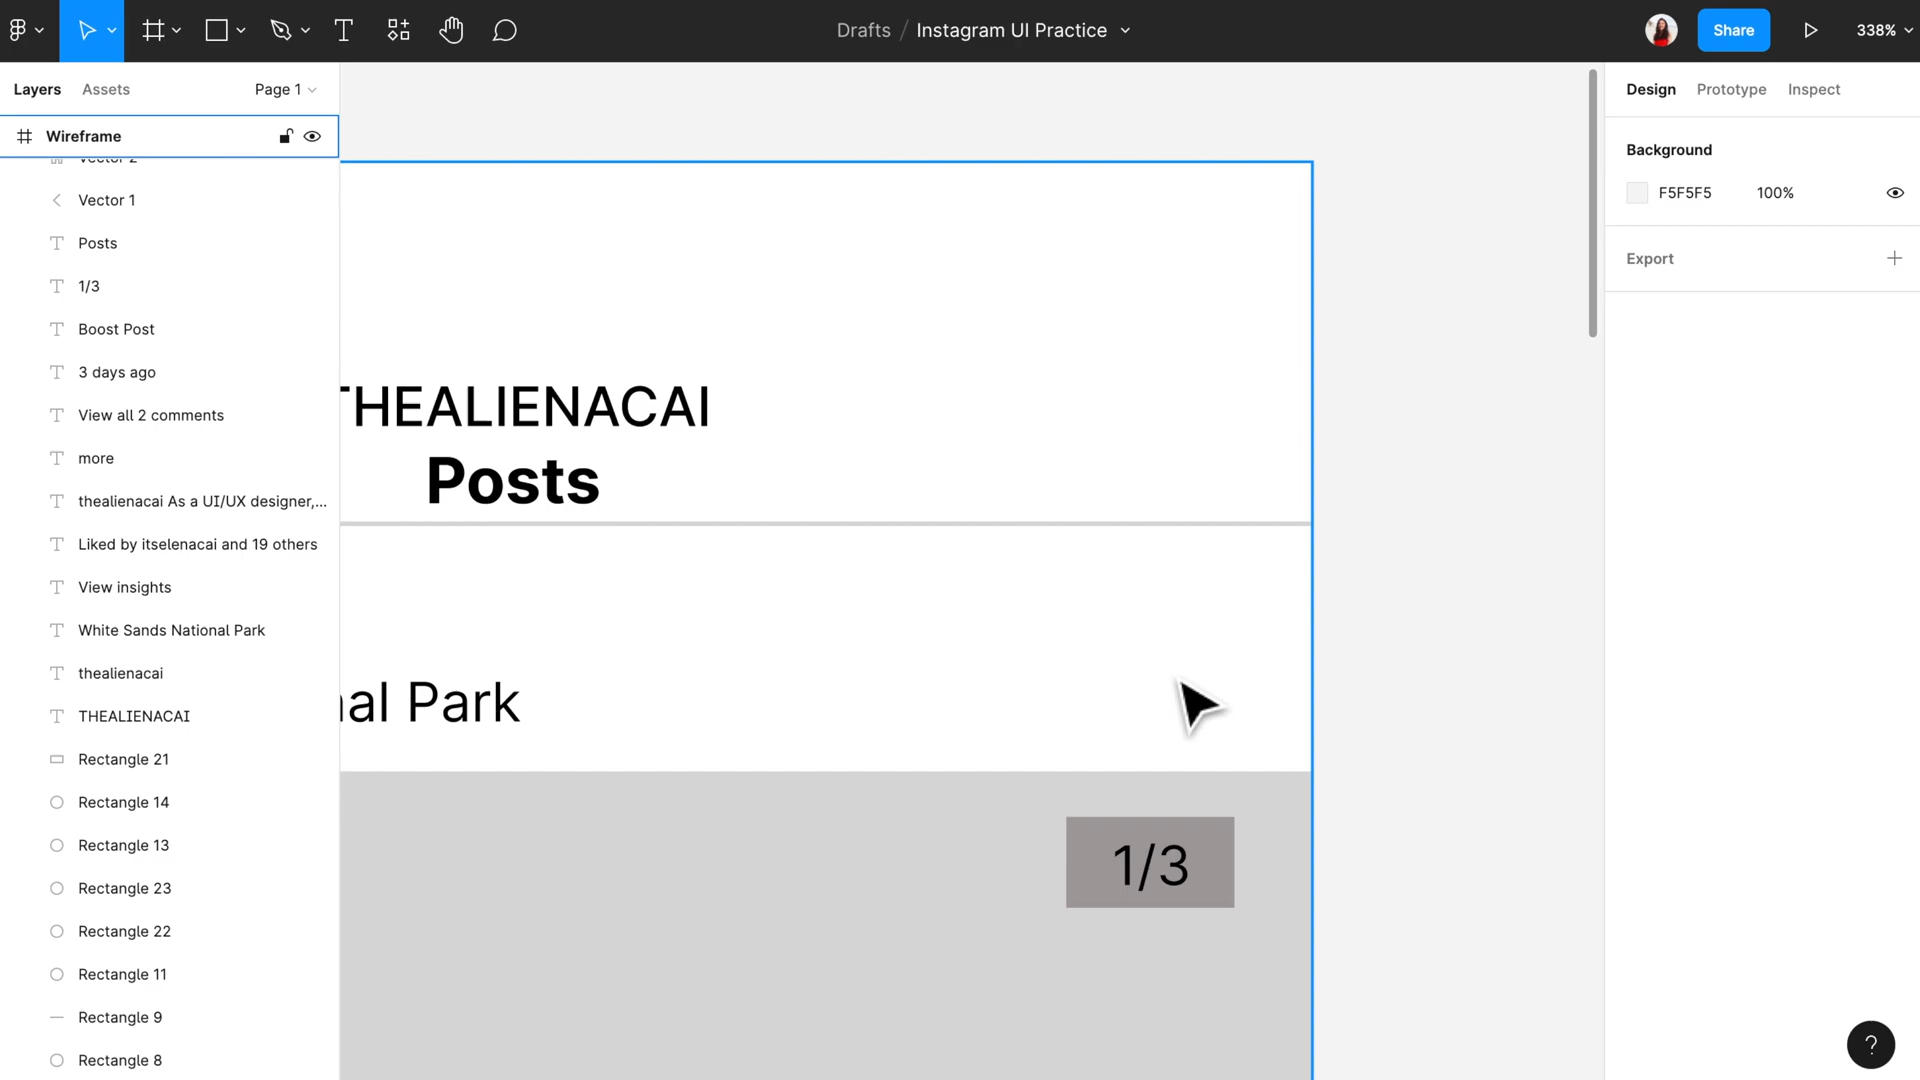 Drafts / Instagram UI Practice
Share
338%
Layers
Assets
Page 1
Wireframe
Vector 2
Vector 1
Posts
1/3
Boost Post
3 days ago
View all 2 comments
more
thealienacai As a UI/UX designer,...
Liked by itselenacai and 19 others
View insights
White Sands National Park
thealienacai
THEALIENACAI
Rectangle 21
Rectangle 14
Rectangle 13
Rectangle 23
Rectangle 22
Rectangle 11
Rectangle 9
Rectangle 8
THEALIENACAI
Posts
nal Park
1/3
Design
Prototype
Inspect
Background
F5F5F5
100%
Export
?